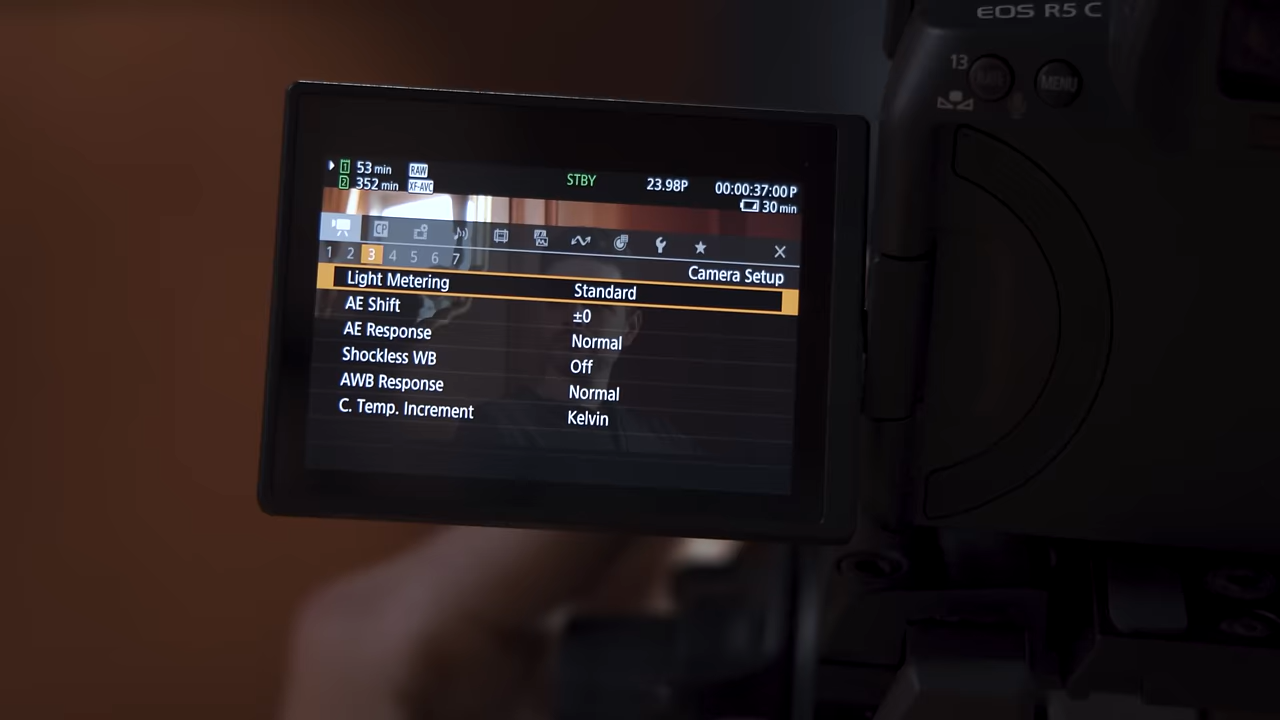 EOS R5 C
13
RATE
MENU
1 53 min RAW
2 352 min XF-AVC
STBY
23.98P
00:00:37:00 P
30 min
CP
1 2 3 4 5 6 7
Camera Setup
Light Metering Standard
AE Shift ±0
AE Response Normal
Shockless WB Off
AWB Response Normal
C. Temp. Increment Kelvin